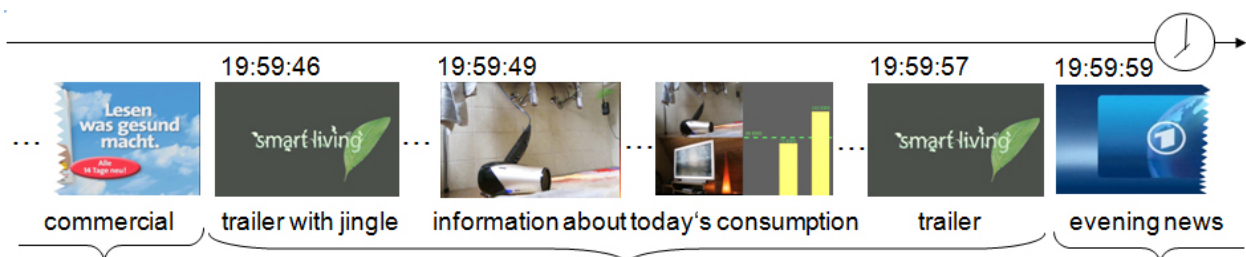 19:59:46
19:59:49
19:59:57
19:59:59
...
Lesen
was gesund
macht.
Alle
14 Tage neu!
smart living
...
...
...
smart living
1
commercial
trailer with jingle
information about today's consumption
trailer
evening news